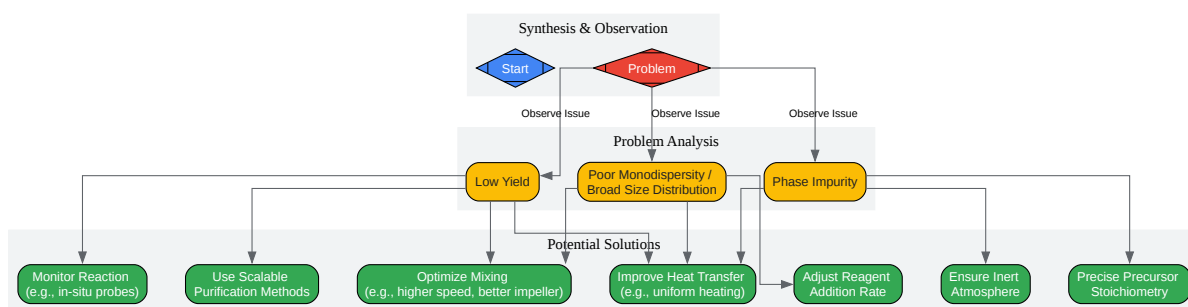 Synthesis & Observation
Start
Problem
Observe Issue
Observe Issue
Observe Issue
Problem Analysis
Low Yield
Poor Monodispersity /
Broad Size Distribution
Phase Impurity
Potential Solutions
Monitor Reaction
(e.g., in-situ probes)
Use Scalable
Purification Methods
Optimize Mixing
(e.g., higher speed, better impeller)
Improve Heat Transfer
(e.g., uniform heating)
Adjust Reagent
Addition Rate
Ensure Inert
Atmosphere
Precise Precursor
Stoichiometry